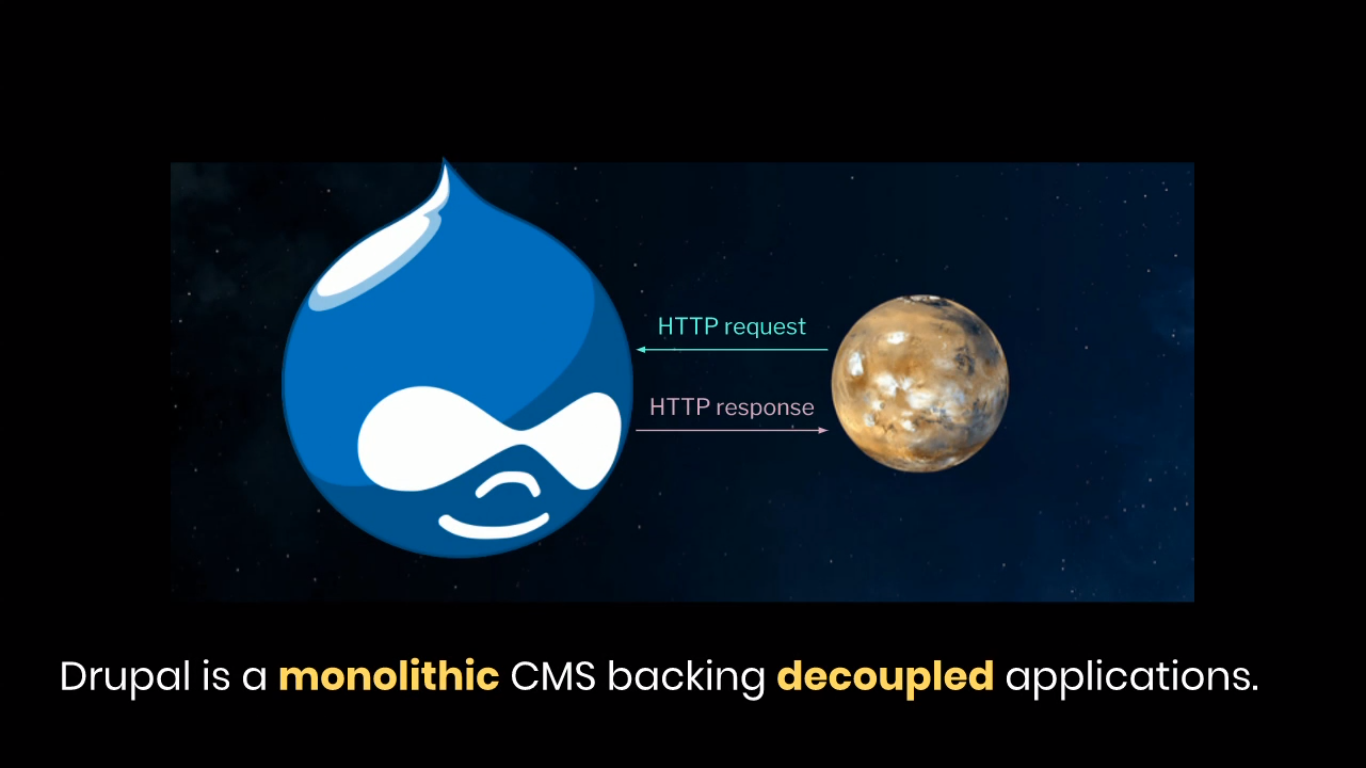 HTTP request
HTTP response
Drupal is a monolithic CMS backing decoupled applications.